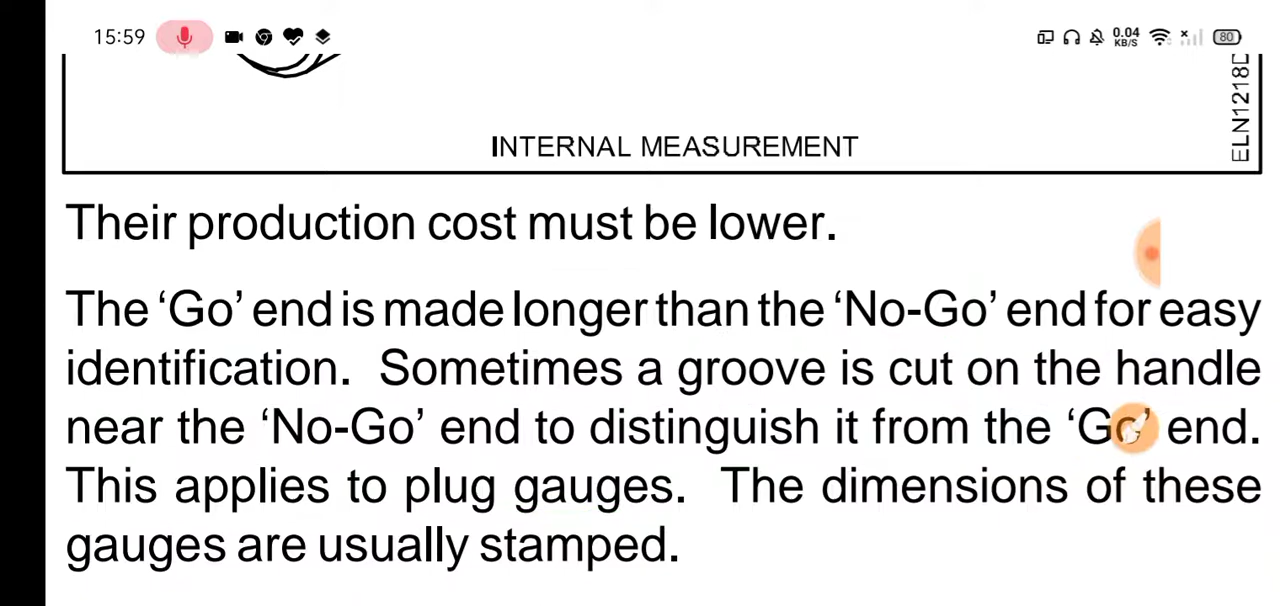 15:59
0.04
KB/S
80
ELN1218D
INTERNAL MEASUREMENT
Their production cost must be lower.
The ‘Go’ end is made longer than the ‘No-Go’ end for easy
identification. Sometimes a groove is cut on the handle
near the ‘No-Go’ end to distinguish it from the ‘Go’ end.
This applies to plug gauges. The dimensions of these
gauges are usually stamped.